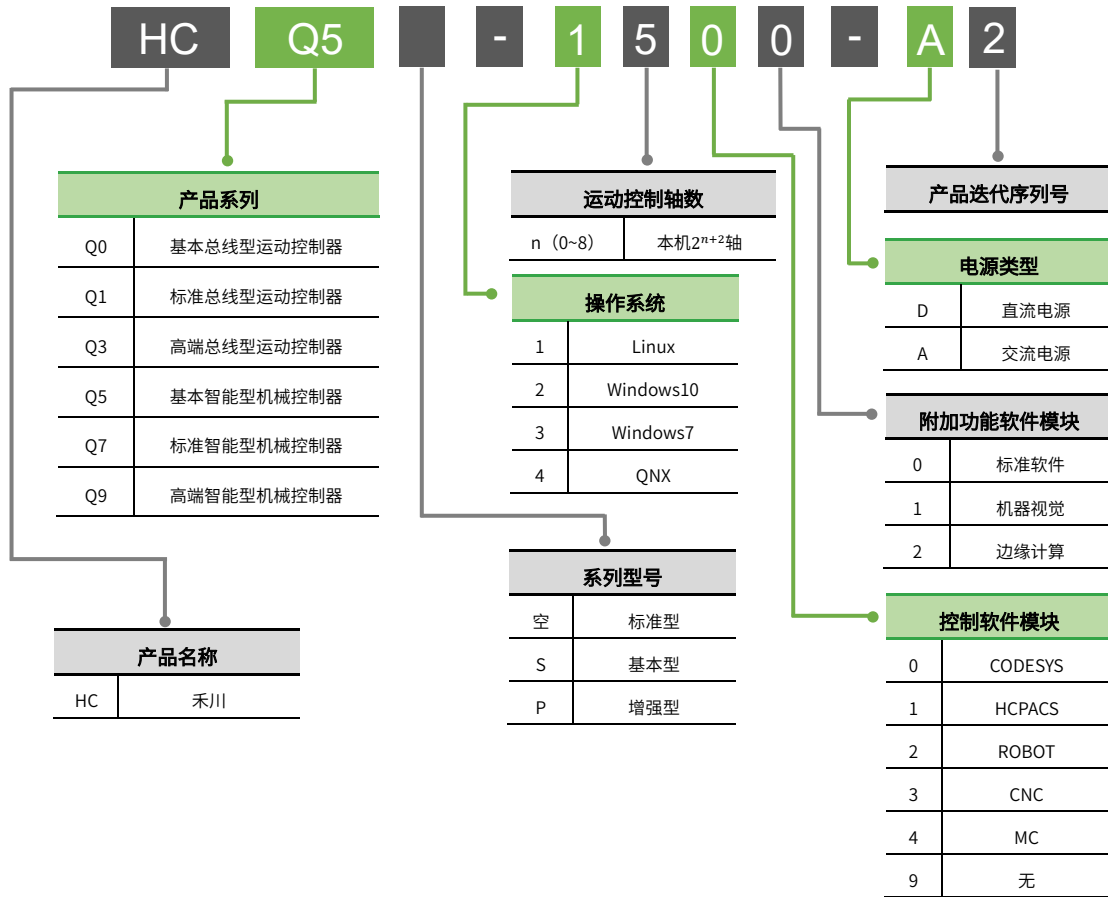 HC Q5 - 1 5 0 0 - A 2
产品系列
Q0 基本总线型运动控制器
Q1 标准总线型运动控制器
Q3 高端总线型运动控制器
Q5 基本智能型机械控制器
Q7 标准智能型机械控制器
Q9 高端智能型机械控制器
产品名称
HC 禾川
运动控制轴数
n（0~8） 本机2ⁿ⁺²轴
操作系统
1 Linux
2 Windows10
3 Windows7
4 QNX
系列型号
空 标准型
S 基本型
P 增强型
产品迭代序列号
电源类型
D 直流电源
A 交流电源
附加功能软件模块
0 标准软件
1 机器视觉
2 边缘计算
控制软件模块
0 CODESYS
1 HCPACS
2 ROBOT
3 CNC
4 MC
9 无